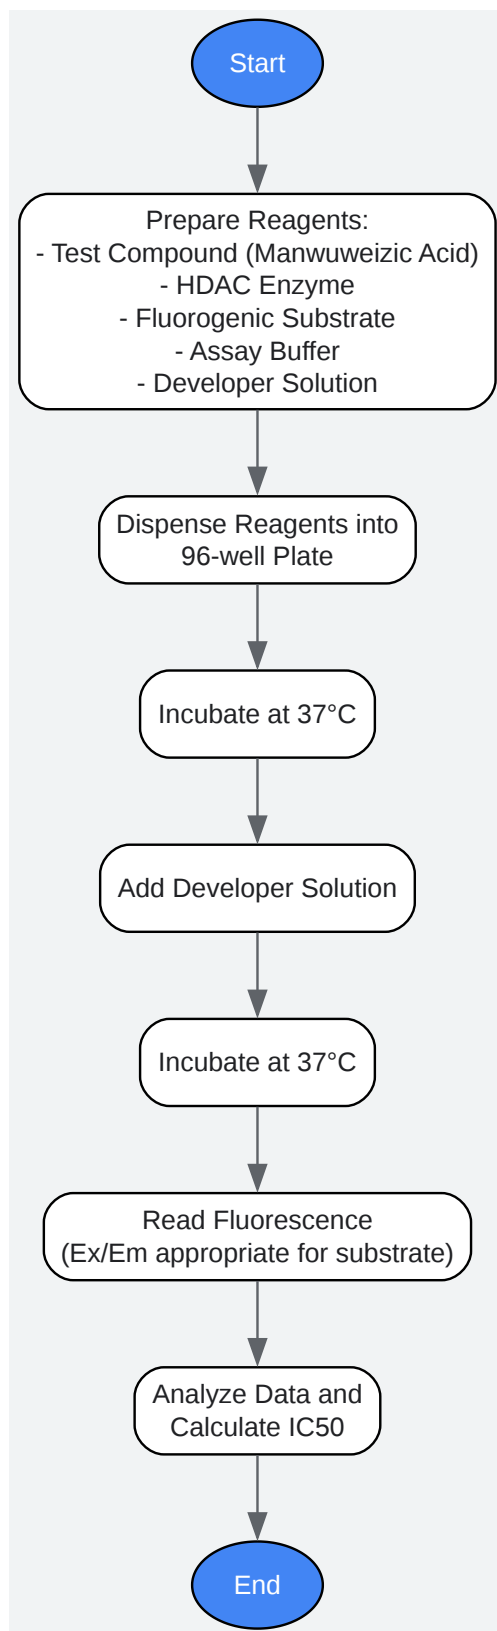 Start
Prepare Reagents:
- Test Compound (Manwuweizic Acid)
- HDAC Enzyme
- Fluorogenic Substrate
- Assay Buffer
- Developer Solution
Dispense Reagents into
96-well Plate
Incubate at 37°C
Add Developer Solution
Incubate at 37°C
Read Fluorescence
(Ex/Em appropriate for substrate)
Analyze Data and
Calculate IC50
End